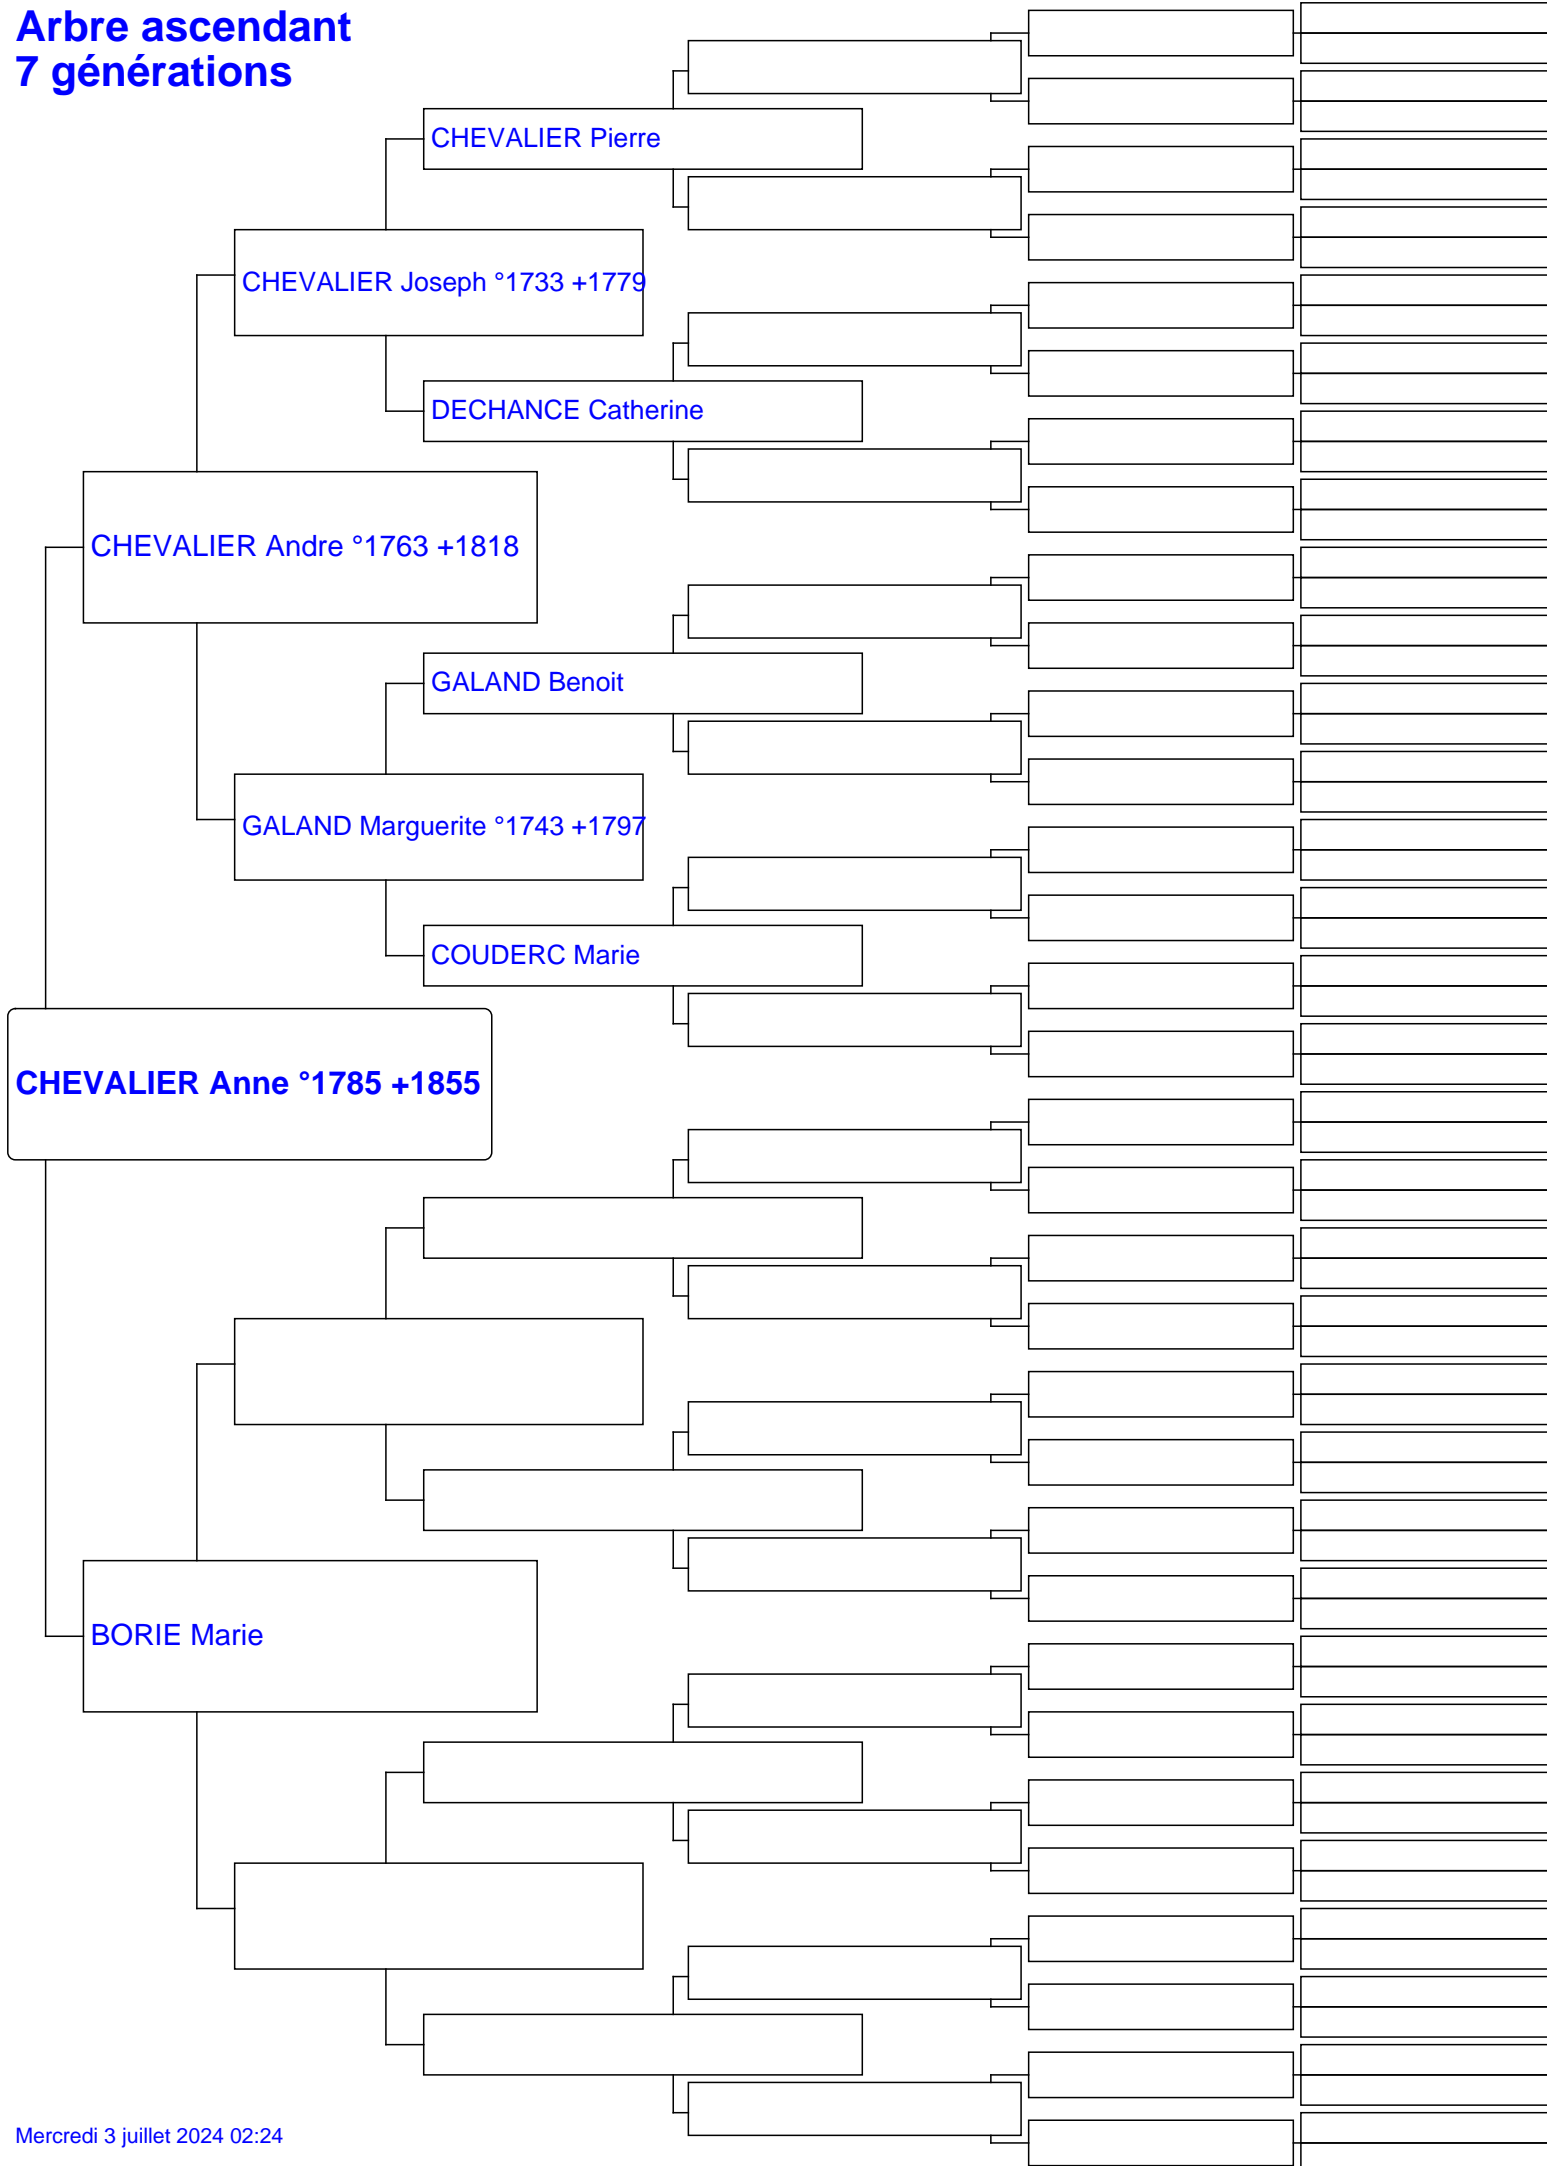 Arbre ascendant
7 générations
CHEVALIER Pierre
CHEVALIER Joseph °1733 +1779
DECHANCE Catherine
CHEVALIER Andre °1763 +1818
GALAND Benoit
GALAND Marguerite °1743 +1797
COUDERC Marie
CHEVALIER Anne °1785 +1855
BORIE Marie
Mercredi 3 juillet 2024 02:24